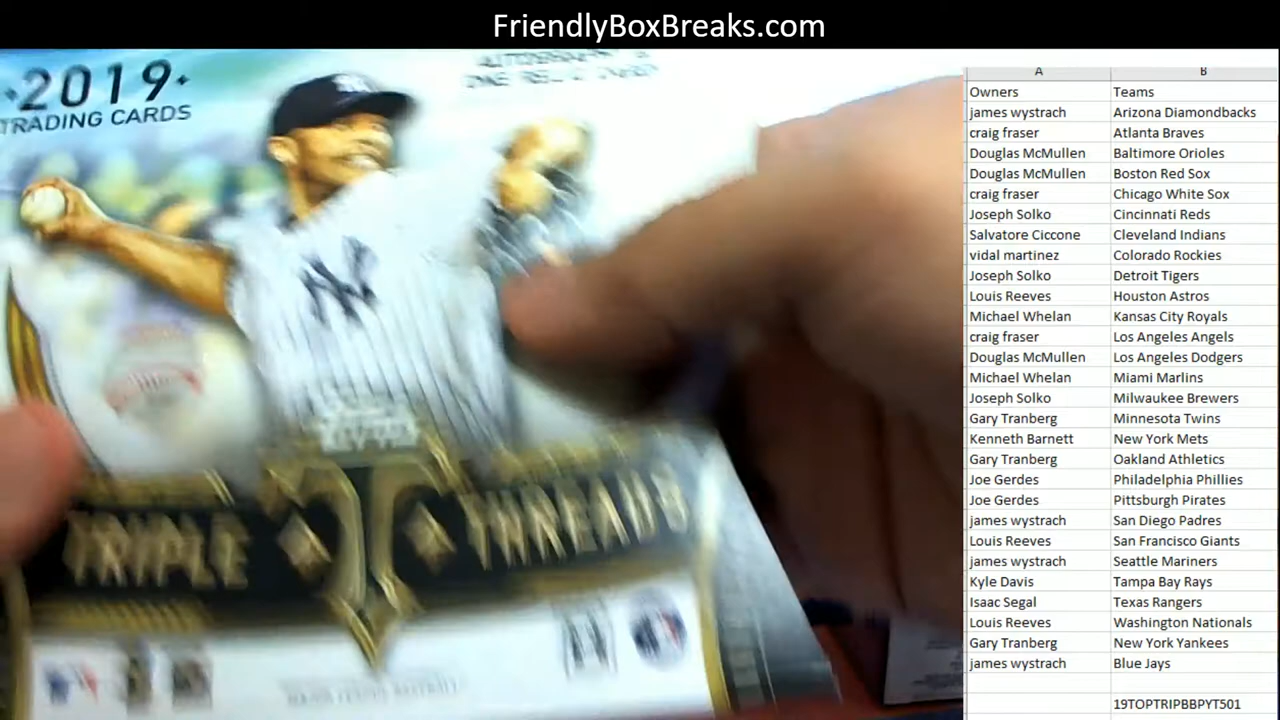 FriendlyBoxBreaks.com
2019
TRADING CARDS
TRIPLE THREADS
A B
Owners Teams
james wystrach Arizona Diamondbacks
craig fraser Atlanta Braves
Douglas McMullen Baltimore Orioles
Douglas McMullen Boston Red Sox
craig fraser Chicago White Sox
Joseph Solko Cincinnati Reds
Salvatore Ciccone Cleveland Indians
vidal martinez Colorado Rockies
Joseph Solko Detroit Tigers
Louis Reeves Houston Astros
Michael Whelan Kansas City Royals
craig fraser Los Angeles Angels
Douglas McMullen Los Angeles Dodgers
Michael Whelan Miami Marlins
Joseph Solko Milwaukee Brewers
Gary Tranberg Minnesota Twins
Kenneth Barnett New York Mets
Gary Tranberg Oakland Athletics
Joe Gerdes Philadelphia Phillies
Joe Gerdes Pittsburgh Pirates
james wystrach San Diego Padres
Louis Reeves San Francisco Giants
james wystrach Seattle Mariners
Kyle Davis Tampa Bay Rays
Isaac Segal Texas Rangers
Louis Reeves Washington Nationals
Gary Tranberg New York Yankees
james wystrach Blue Jays
19TOPTRIPBBPYT501